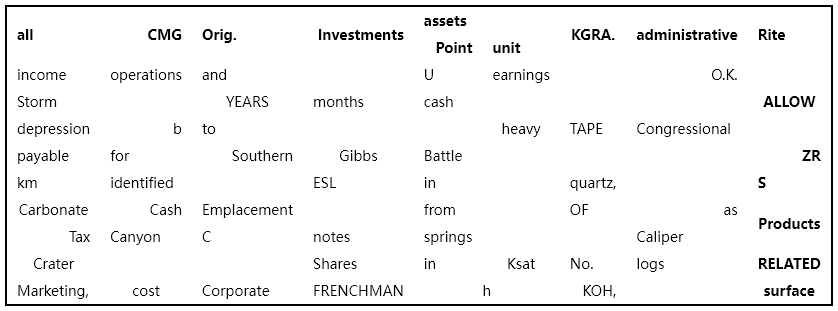 all CMG Orig. Investments assets KGRA. administrative Rite
Point unit
income operations and U earnings O.K.
Storm YEARS months cash ALLOW
depression b to heavy TAPE Congressional
payable for Southern Gibbs Battle ZR
km identified ESL in quartz, S
Carbonate Cash Emplacement from OF as
Products
Tax Canyon C notes springs Caliper
Crater Shares in Ksat No. logs RELATED
Marketing, cost Corporate FRENCHMAN h KOH, surface